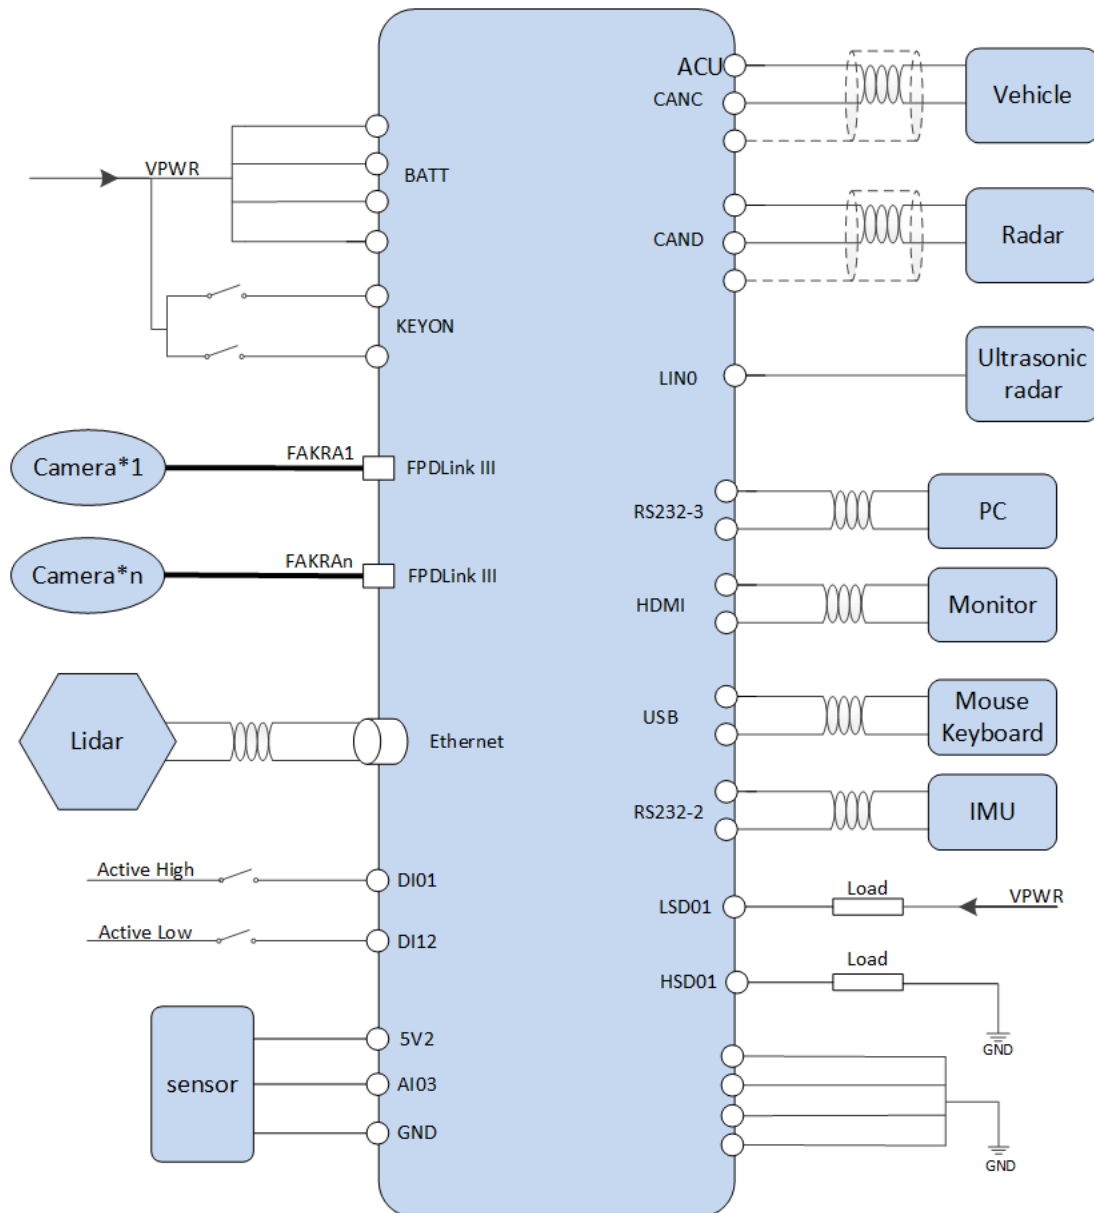 ACU
CANC
Vehicle
VPWR
BATT
CAND
Radar
KEYON
LIN0
Ultrasonic
radar
Camera*1
FAKRA1
FPDLink III
RS232-3
PC
Camera*n
FAKRAn
FPDLink III
HDMI
Monitor
Lidar
Ethernet
USB
Mouse
Keyboard
RS232-2
IMU
Active High
DI01
LSD01
Load
VPWR
Active Low
DI12
HSD01
Load
GND
sensor
5V2
AI03
GND
GND